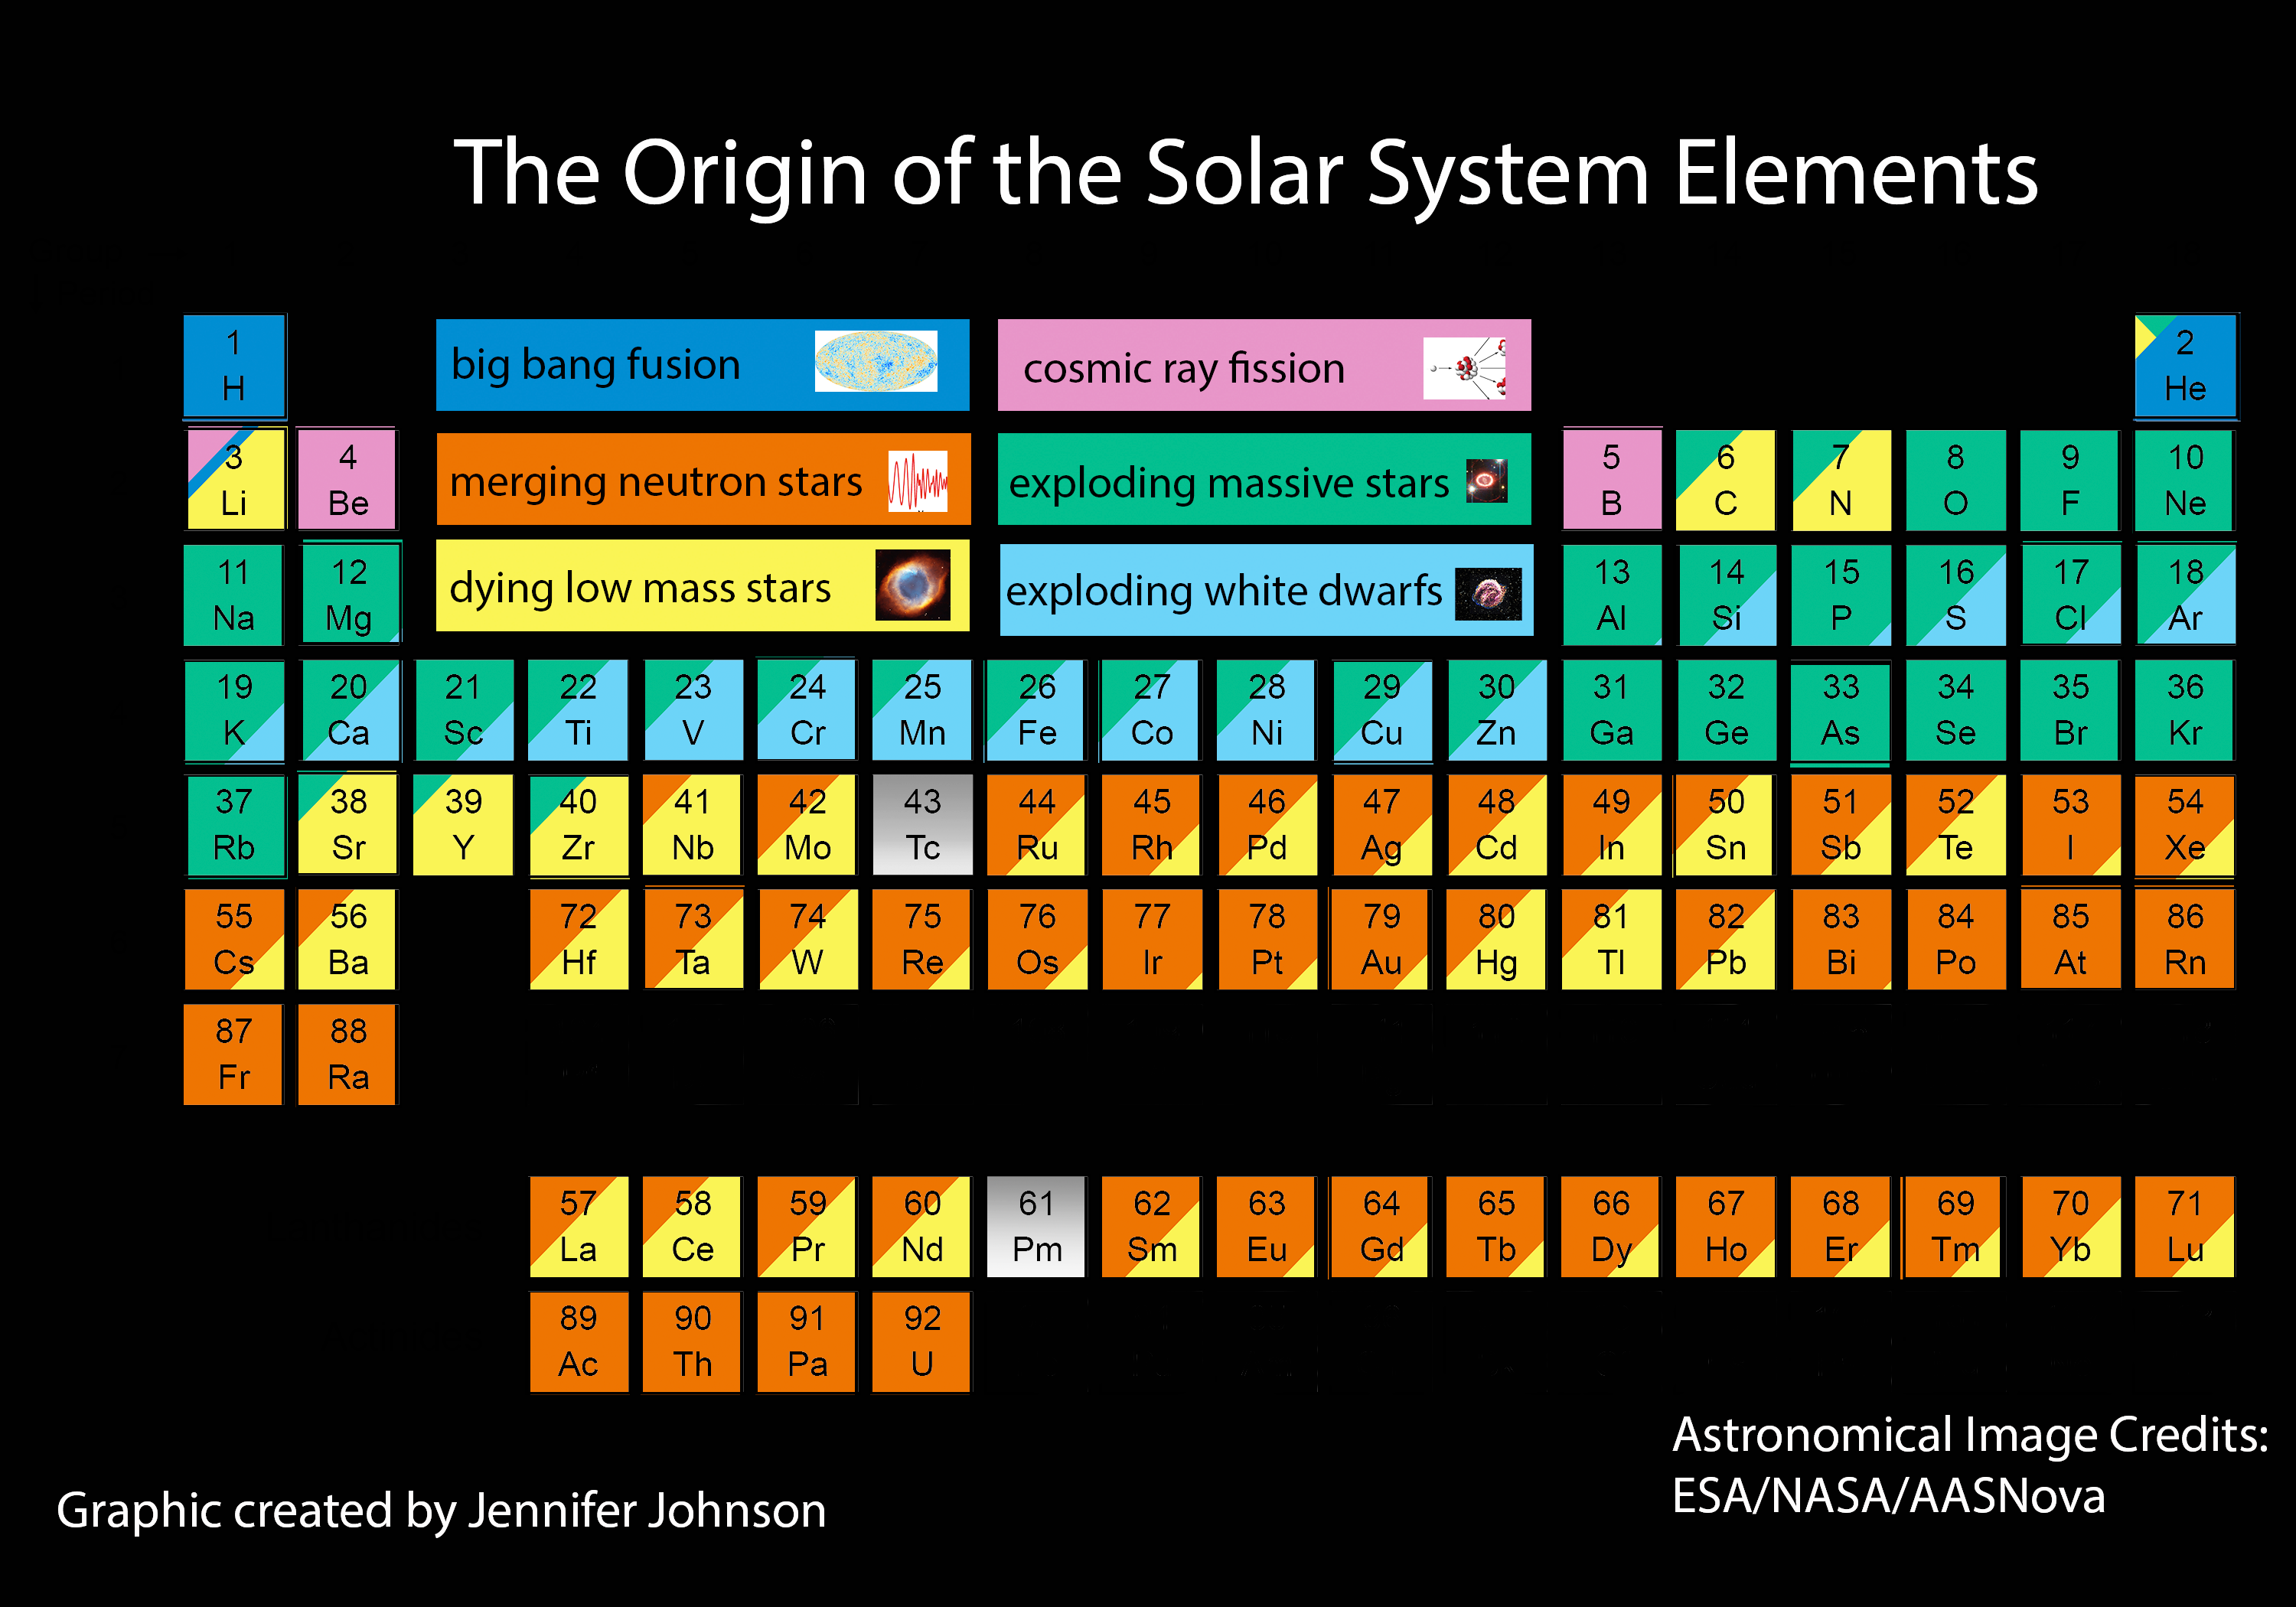 The Origin of the Solar System Elements
1
H
big bang fusion
cosmic ray fission
2
He
3
Li
4
Be
merging neutron stars
exploding massive stars
5
B
6
C
7
N
8
O
9
F
10
Ne
11
Na
12
Mg
dying low mass stars
exploding white dwarfs
13
Al
14
Si
15
P
16
S
17
Cl
18
Ar
19
K
20
Ca
21
Sc
22
Ti
23
V
24
Cr
25
Mn
26
Fe
27
Co
28
Ni
29
Cu
30
Zn
31
Ga
32
Ge
33
As
34
Se
35
Br
36
Kr
37
Rb
38
Sr
39
Y
40
Zr
41
Nb
42
Mo
43
Tc
44
Ru
45
Rh
46
Pd
47
Ag
48
Cd
49
In
50
Sn
51
Sb
52
Te
53
I
54
Xe
55
Cs
56
Ba
72
Hf
73
Ta
74
W
75
Re
76
Os
77
Ir
78
Pt
79
Au
80
Hg
81
Tl
82
Pb
83
Bi
84
Po
85
At
86
Rn
87
Fr
88
Ra
57
La
58
Ce
59
Pr
60
Nd
61
Pm
62
Sm
63
Eu
64
Gd
65
Tb
66
Dy
67
Ho
68
Er
69
Tm
70
Yb
71
Lu
89
Ac
90
Th
91
Pa
92
U
Astronomical Image Credits:
ESA/NASA/AASNova
Graphic created by Jennifer Johnson